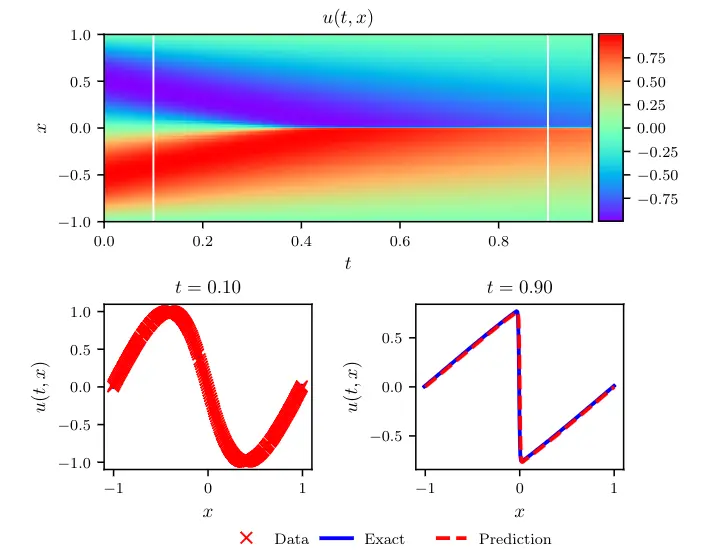 u(t, x)
1.0
0.5
0.0
−0.5
−1.0
x
0.0 0.2 0.4 0.6 0.8
t
0.75
0.50
0.25
0.00
−0.25
−0.50
−0.75
t = 0.10
1.0
0.5
0.0
−0.5
−1.0
u(t, x)
−1 0 1
x
t = 0.90
0.5
0.0
−0.5
u(t, x)
−1 0 1
x
Data Exact Prediction